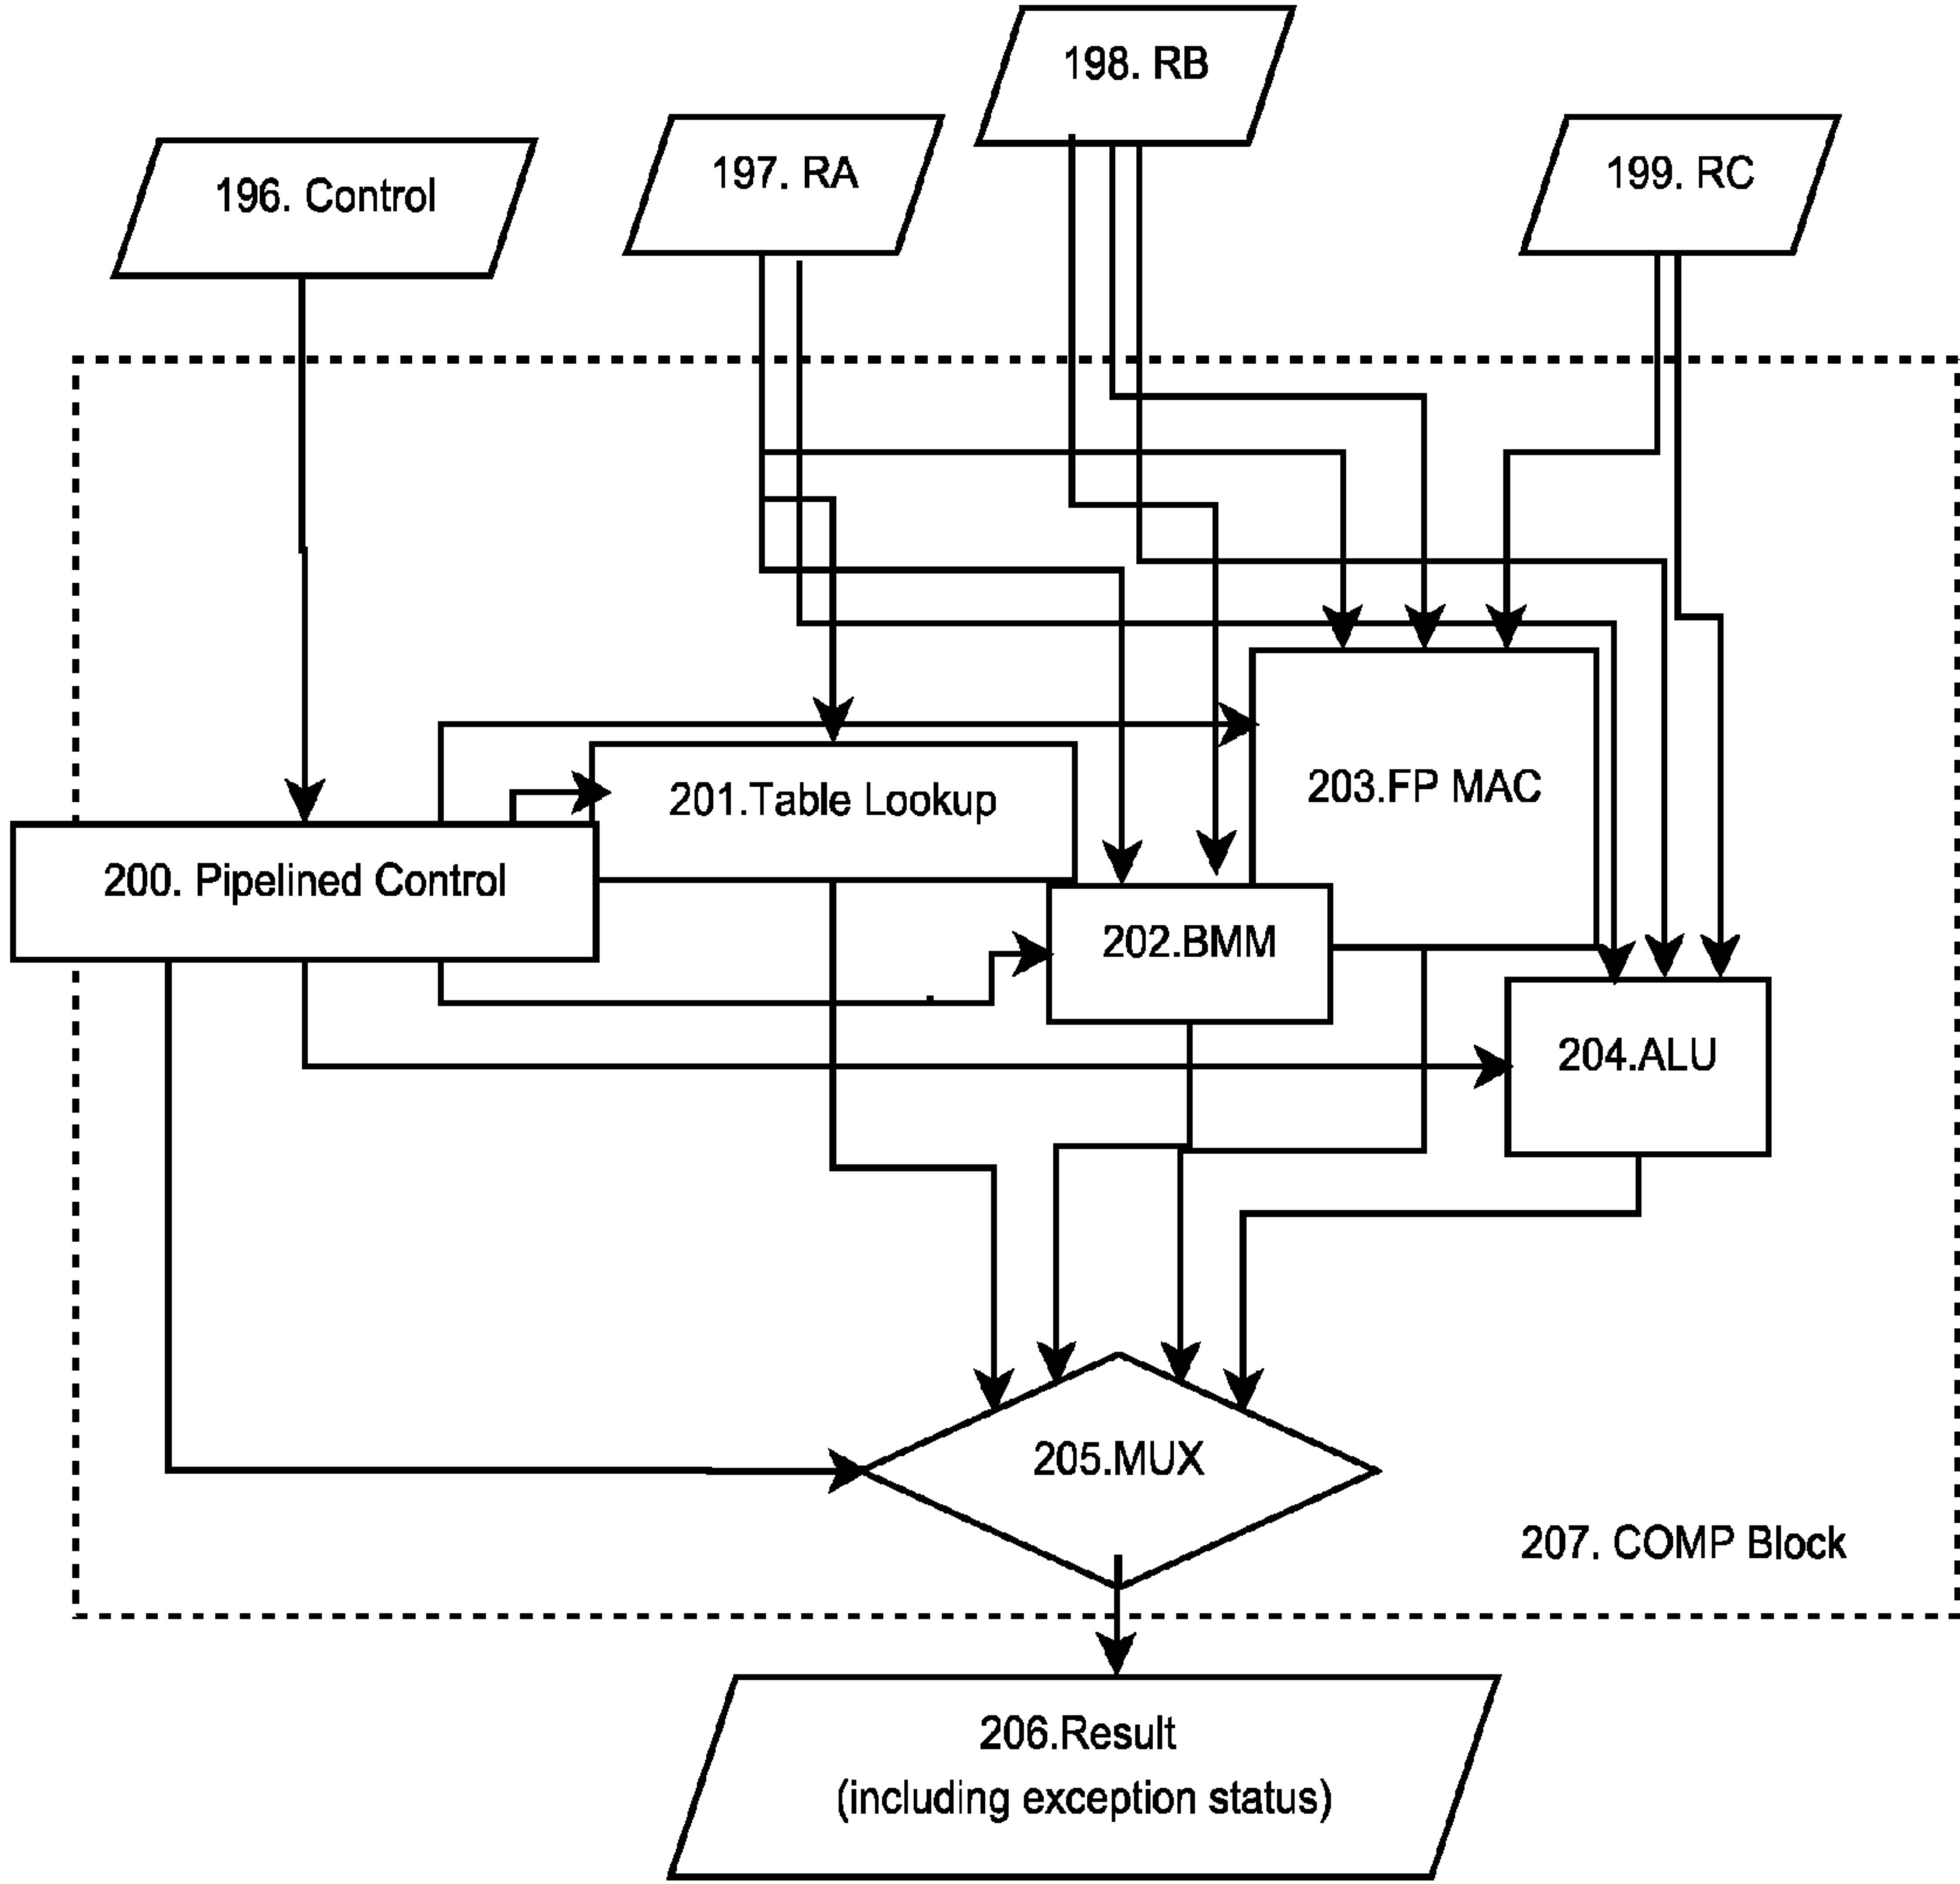 198. RB
197. RA
199. RC
196. Control
203.FP MAC
201.Table Lookup
200. Pipelined Control
202.BMM
204.ALU
205.MUX
207. COMP Block
206.Result
(including exception status)